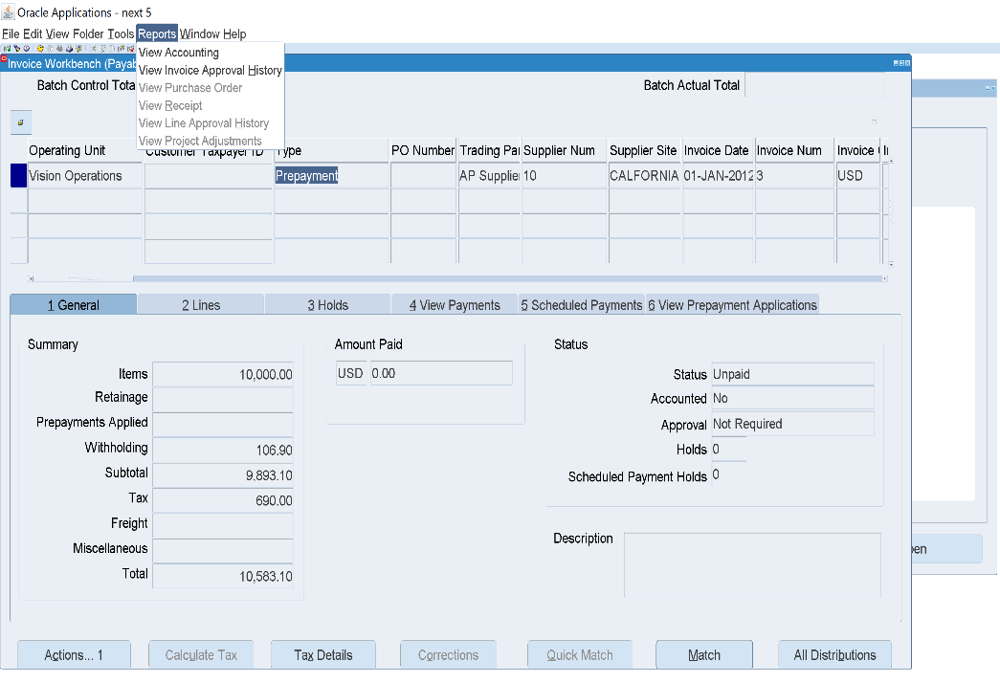 Oracle Applications - next 5
File Edit View Folder Tools Reports Window Help
View Accounting
View Invoice Approval History
View Purchase Order
View Receipt
View Line Approval History
View Project Adjustments
Invoice Workbench (Payab
Batch Control Tota
Batch Actual Total
Operating Unit Customer Taxpayer ID Type PO Number Trading Par Supplier Num Supplier Site Invoice Date Invoice Num Invoice
Vision Operations Prepayment AP Supplie 10 CALFORNIA 01-JAN-2012 3 USD
1 General 2 Lines 3 Holds 4 View Payments 5 Scheduled Payments 6 View Prepayment Applications
Summary
Items 10,000.00
Retainage
Prepayments Applied
Withholding 106.90
Subtotal 9,893.10
Tax 690.00
Freight
Miscellaneous
Total 10,583.10
Amount Paid
USD 0.00
Status
Status Unpaid
Accounted No
Approval Not Required
Holds 0
Scheduled Payment Holds 0
Description
pen
Actions... 1 Calculate Tax Tax Details Corrections Quick Match Match All Distributions